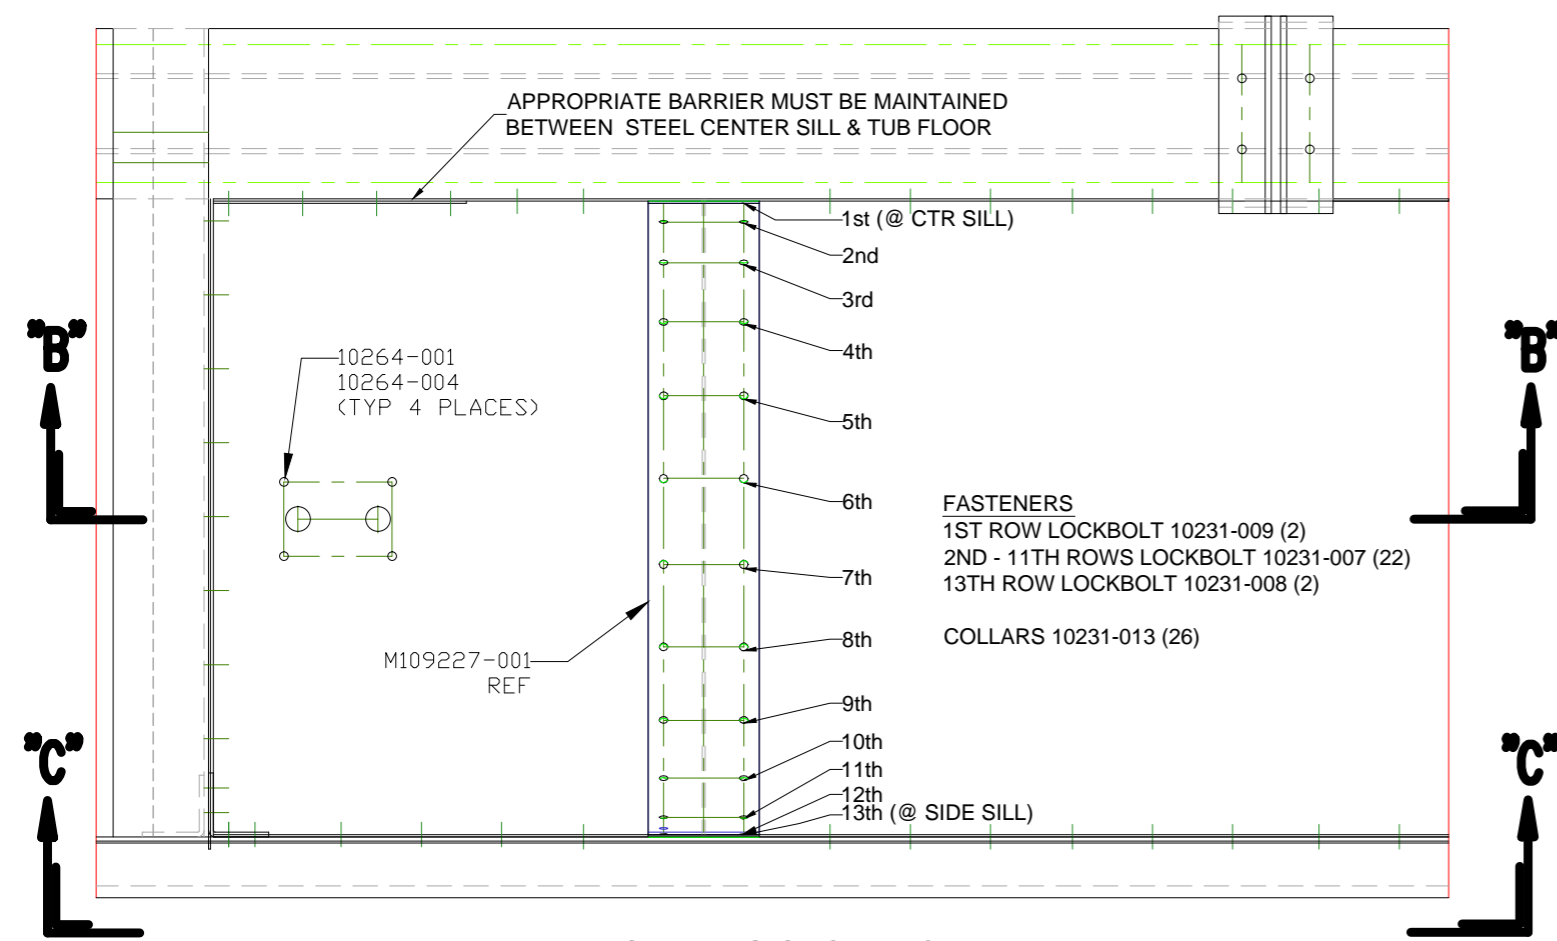 APPROPRIATE BARRIER MUST BE MAINTAINED
BETWEEN STEEL CENTER SILL & TUB FLOOR
1st (@ CTR SILL)
2nd
3rd
4th
5th
6th
7th
8th
9th
10th
11th
12th
13th (@ SIDE SILL)
"B"
"B"
10264-001
10264-004
(TYP 4 PLACES)
FASTENERS
1ST ROW LOCKBOLT 10231-009 (2)
2ND - 11TH ROWS LOCKBOLT 10231-007 (22)
13TH ROW LOCKBOLT 10231-008 (2)
COLLARS 10231-013 (26)
M109227-001
REF
"C"
"C"